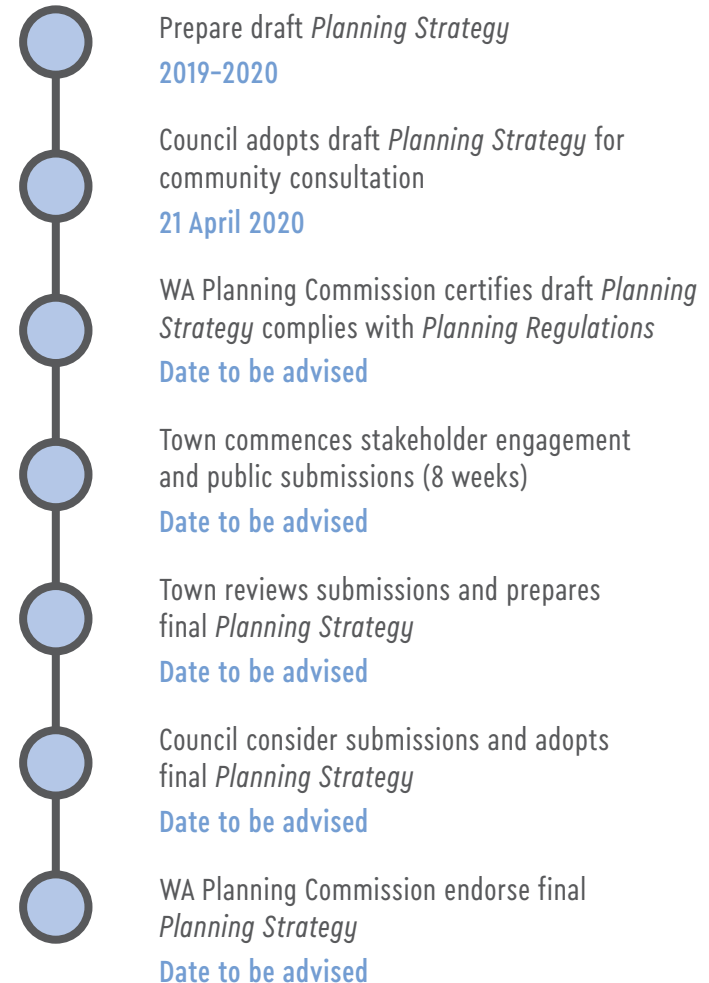 Prepare draft Planning Strategy
2019–2020
Council adopts draft Planning Strategy for
community consultation
21 April 2020
WA Planning Commission certifies draft Planning
Strategy complies with Planning Regulations
Date to be advised
Town commences stakeholder engagement
and public submissions (8 weeks)
Date to be advised
Town reviews submissions and prepares
final Planning Strategy
Date to be advised
Council consider submissions and adopts
final Planning Strategy
Date to be advised
WA Planning Commission endorse final
Planning Strategy
Date to be advised